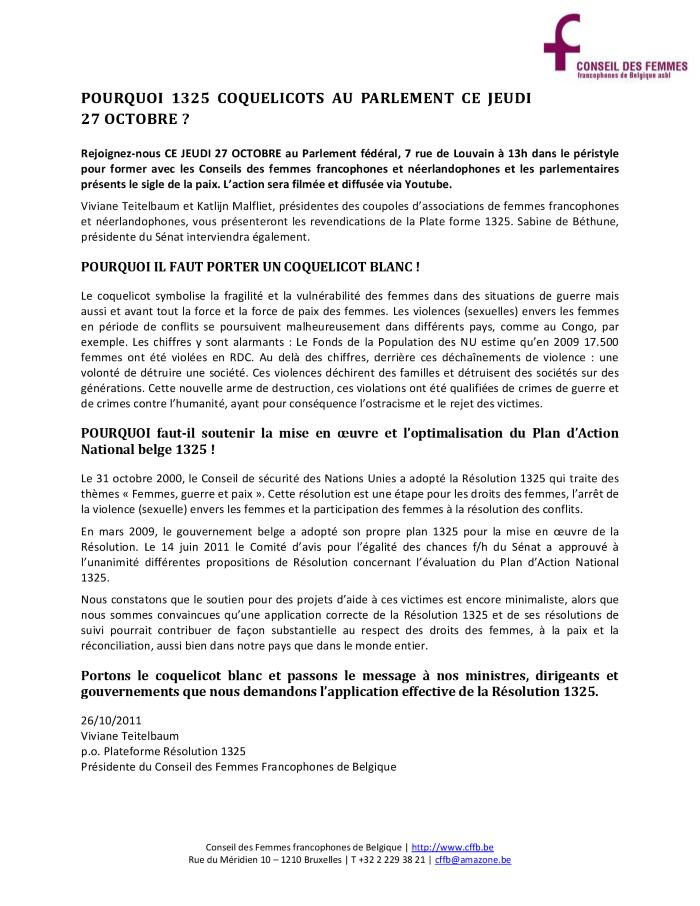 CONSEIL DES FEMMES
francophones de Belgique asbl
POURQUOI 1325 COQUELICOTS AU PARLEMENT CE JEUDI
27 OCTOBRE ?
Rejoignez-nous CE JEUDI 27 OCTOBRE au Parlement fédéral, 7 rue de Louvain à 13h dans le péristyle
pour former avec les Conseils des femmes francophones et néerlandophones et les parlementaires
présents le sigle de la paix. L’action sera filmée et diffusée via Youtube.
Viviane Teitelbaum et Katlijn Malfliet, présidentes des coupoles d’associations de femmes francophones
et néerlandophones, vous présenteront les revendications de la Plate forme 1325. Sabine de Béthune,
présidente du Sénat interviendra également.
POURQUOI IL FAUT PORTER UN COQUELICOT BLANC !
Le coquelicot symbolise la fragilité et la vulnérabilité des femmes dans des situations de guerre mais
aussi et avant tout la force et la force de paix des femmes. Les violences (sexuelles) envers les femmes
en période de conflits se poursuivent malheureusement dans différents pays, comme au Congo, par
exemple. Les chiffres y sont alarmants : Le Fonds de la Population des NU estime qu’en 2009 17.500
femmes ont été violées en RDC. Au delà des chiffres, derrière ces déchaînements de violence : une
volonté de détruire une société. Ces violences déchirent des familles et détruisent des sociétés sur des
générations. Cette nouvelle arme de destruction, ces violations ont été qualifiées de crimes de guerre et
de crimes contre l’humanité, ayant pour conséquence l’ostracisme et le rejet des victimes.
POURQUOI faut-il soutenir la mise en œuvre et l’optimalisation du Plan d’Action
National belge 1325 !
Le 31 octobre 2000, le Conseil de sécurité des Nations Unies a adopté la Résolution 1325 qui traite des
thèmes « Femmes, guerre et paix ». Cette résolution est une étape pour les droits des femmes, l’arrêt de
la violence (sexuelle) envers les femmes et la participation des femmes à la résolution des conflits.
En mars 2009, le gouvernement belge a adopté son propre plan 1325 pour la mise en œuvre de la
Résolution. Le 14 juin 2011 le Comité d’avis pour l’égalité des chances f/h du Sénat a approuvé à
l’unanimité différentes propositions de Résolution concernant l’évaluation du Plan d’Action National
1325.
Nous constatons que le soutien pour des projets d’aide à ces victimes est encore minimaliste, alors que
nous sommes convaincues qu’une application correcte de la Résolution 1325 et de ses résolutions de
suivi pourrait contribuer de façon substantielle au respect des droits des femmes, à la paix et la
réconciliation, aussi bien dans notre pays que dans le monde entier.
Portons le coquelicot blanc et passons le message à nos ministres, dirigeants et
gouvernements que nous demandons l’application effective de la Résolution 1325.
26/10/2011
Viviane Teitelbaum
p.o. Plateforme Résolution 1325
Présidente du Conseil des Femmes Francophones de Belgique
Conseil des Femmes francophones de Belgique | http://www.cffb.be
Rue du Méridien 10 – 1210 Bruxelles | T +32 2 229 38 21 | cffb@amazone.be